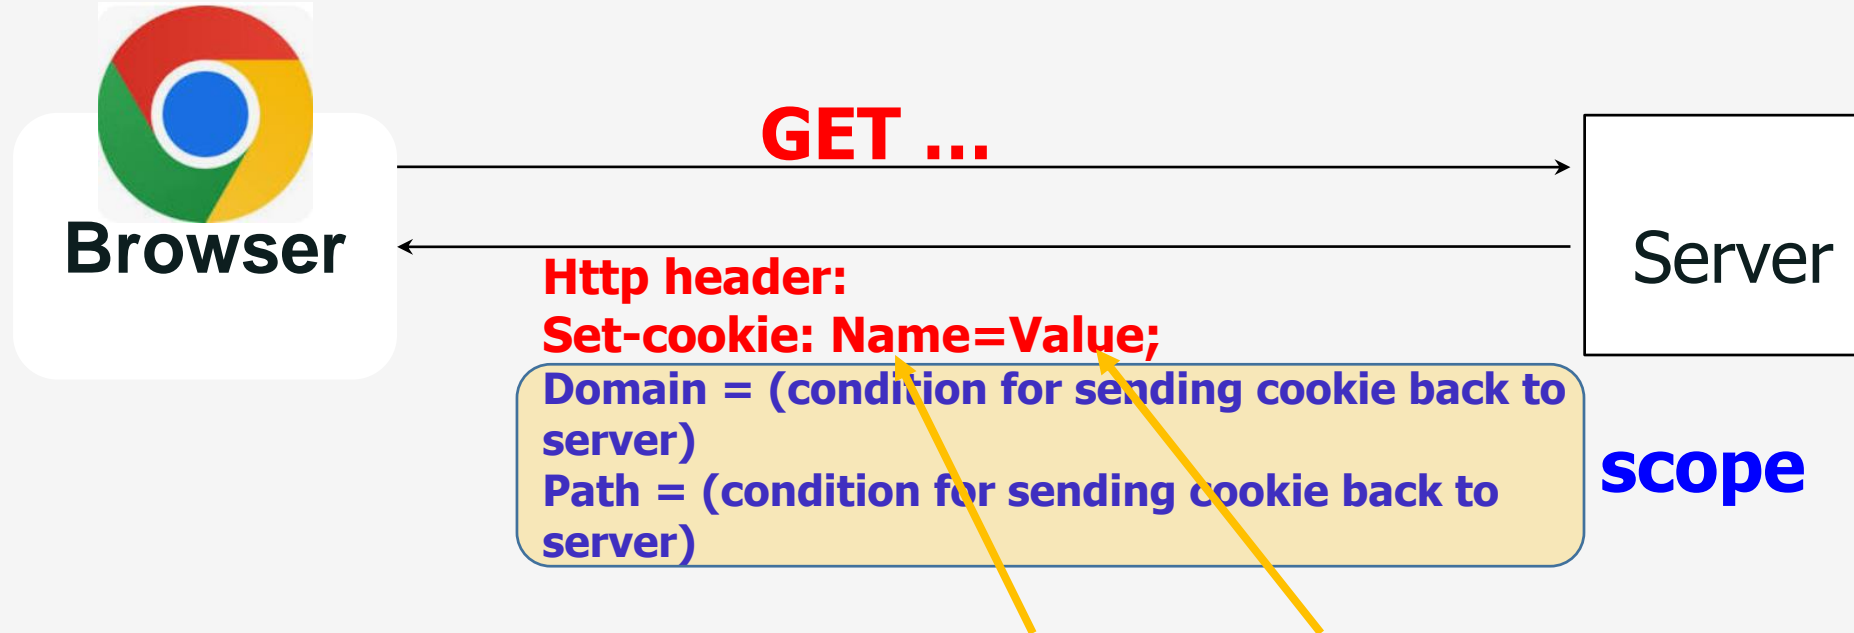 GET ...
Browser
Server
Http header:
Set-cookie: Name=Value;
Domain = (condition for sending cookie back to
server)
Path = (condition for sending cookie back to
server)
scope